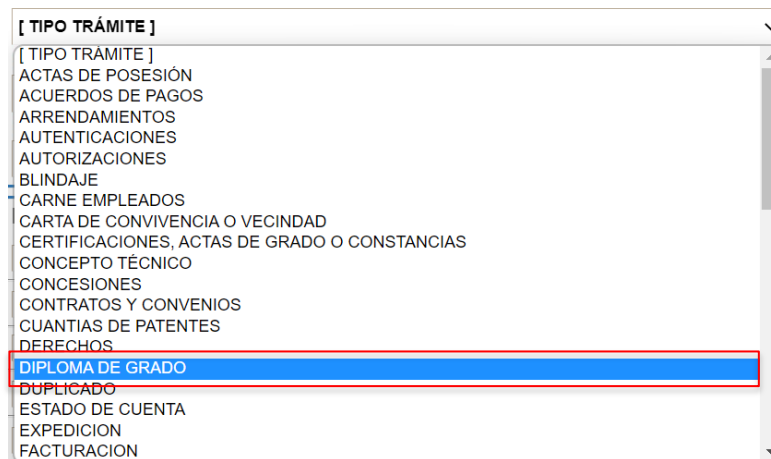 [ TIPO TRÁMITE ]
[ TIPO TRÁMITE ]
ACTAS DE POSESIÓN
ACUERDOS DE PAGOS
ARRENDAMIENTOS
AUTENTICACIONES
AUTORIZACIONES
BLINDAJE
CARNE EMPLEADOS
CARTA DE CONVIVENCIA O VECINDAD
CERTIFICACIONES, ACTAS DE GRADO O CONSTANCIAS
CONCEPTO TÉCNICO
CONCESIONES
CONTRATOS Y CONVENIOS
CUANTIAS DE PATENTES
DERECHOS
DIPLOMA DE GRADO
DUPLICADO
ESTADO DE CUENTA
EXPEDICION
FACTURACION